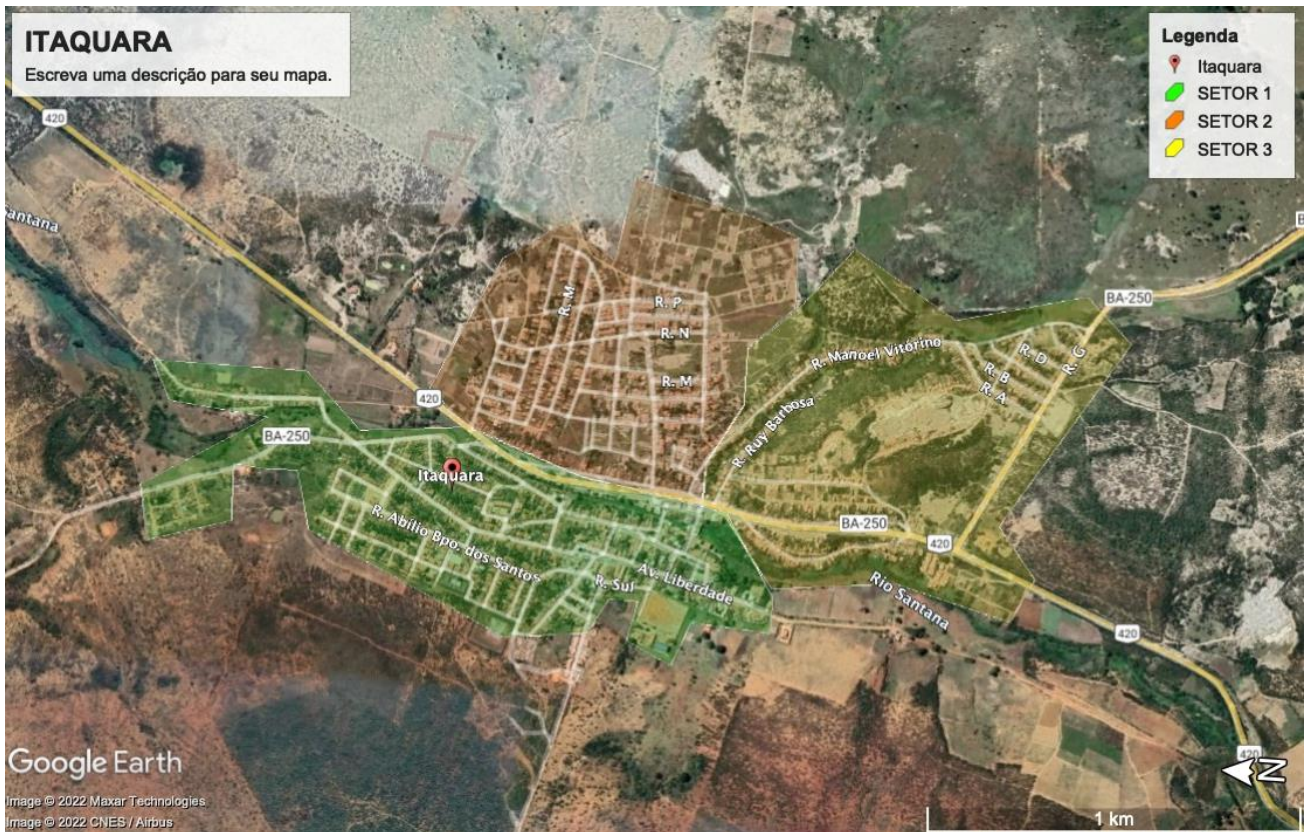 ITAQUARA
Escreva uma descrição para seu mapa.
Legenda
Itaquara
SETOR 1
SETOR 2
SETOR 3
420
Santana
B
BA-250
R. M
R. P
R. N
R. M
R. Manoel Vitórino
R. D
R. G
R. B
R. A
420
R. Ruy Barbosa
BA-250
Itaquara
R. Abílio Bpo. dos Santos
BA-250
420
Av. Liberdade
R. Sul
Rio Santana
420
420
N
Google Earth
Image © 2022 Maxar Technologies
Image © 2022 CNES / Airbus
1 km